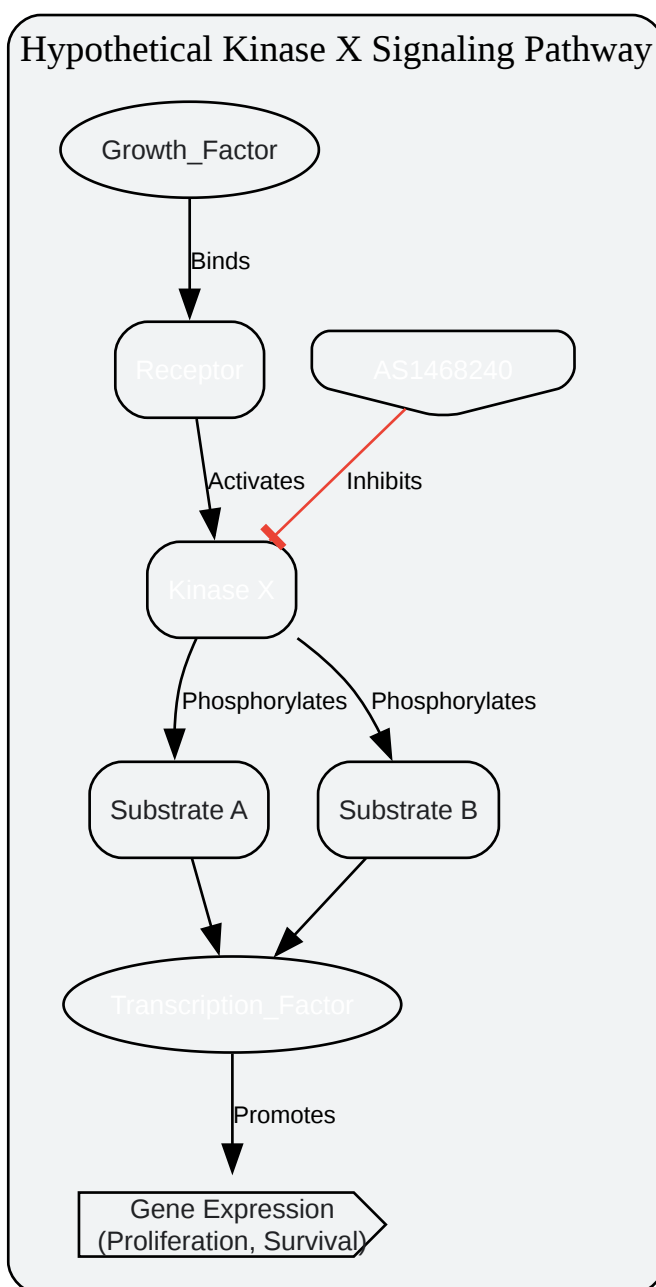 Hypothetical Kinase X Signaling Pathway
Growth_Factor
Binds
Receptor
AS1468240
Activates
Inhibits
Kinase X
Phosphorylates
Phosphorylates
Substrate A
Substrate B
Transcription_Factor
Promotes
Gene Expression
(Proliferation, Survival)